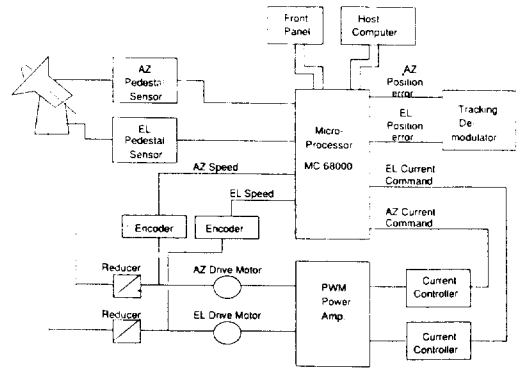 Front
Panel
Host
Computer
AZ
Pedestal
Sensor
EL
Pedestal
Sensor
Micro-
Processor
MC 68000
AZ
Position
error
EL
Position
error
Tracking
De-
modulator
AZ Speed
EL Speed
EL Current
Command
AZ Current
Command
Encoder
Encoder
Reducer
AZ Drive Motor
Reducer
EL Drive Motor
PWM
Power
Amp.
Current
Controller
Current
Controller